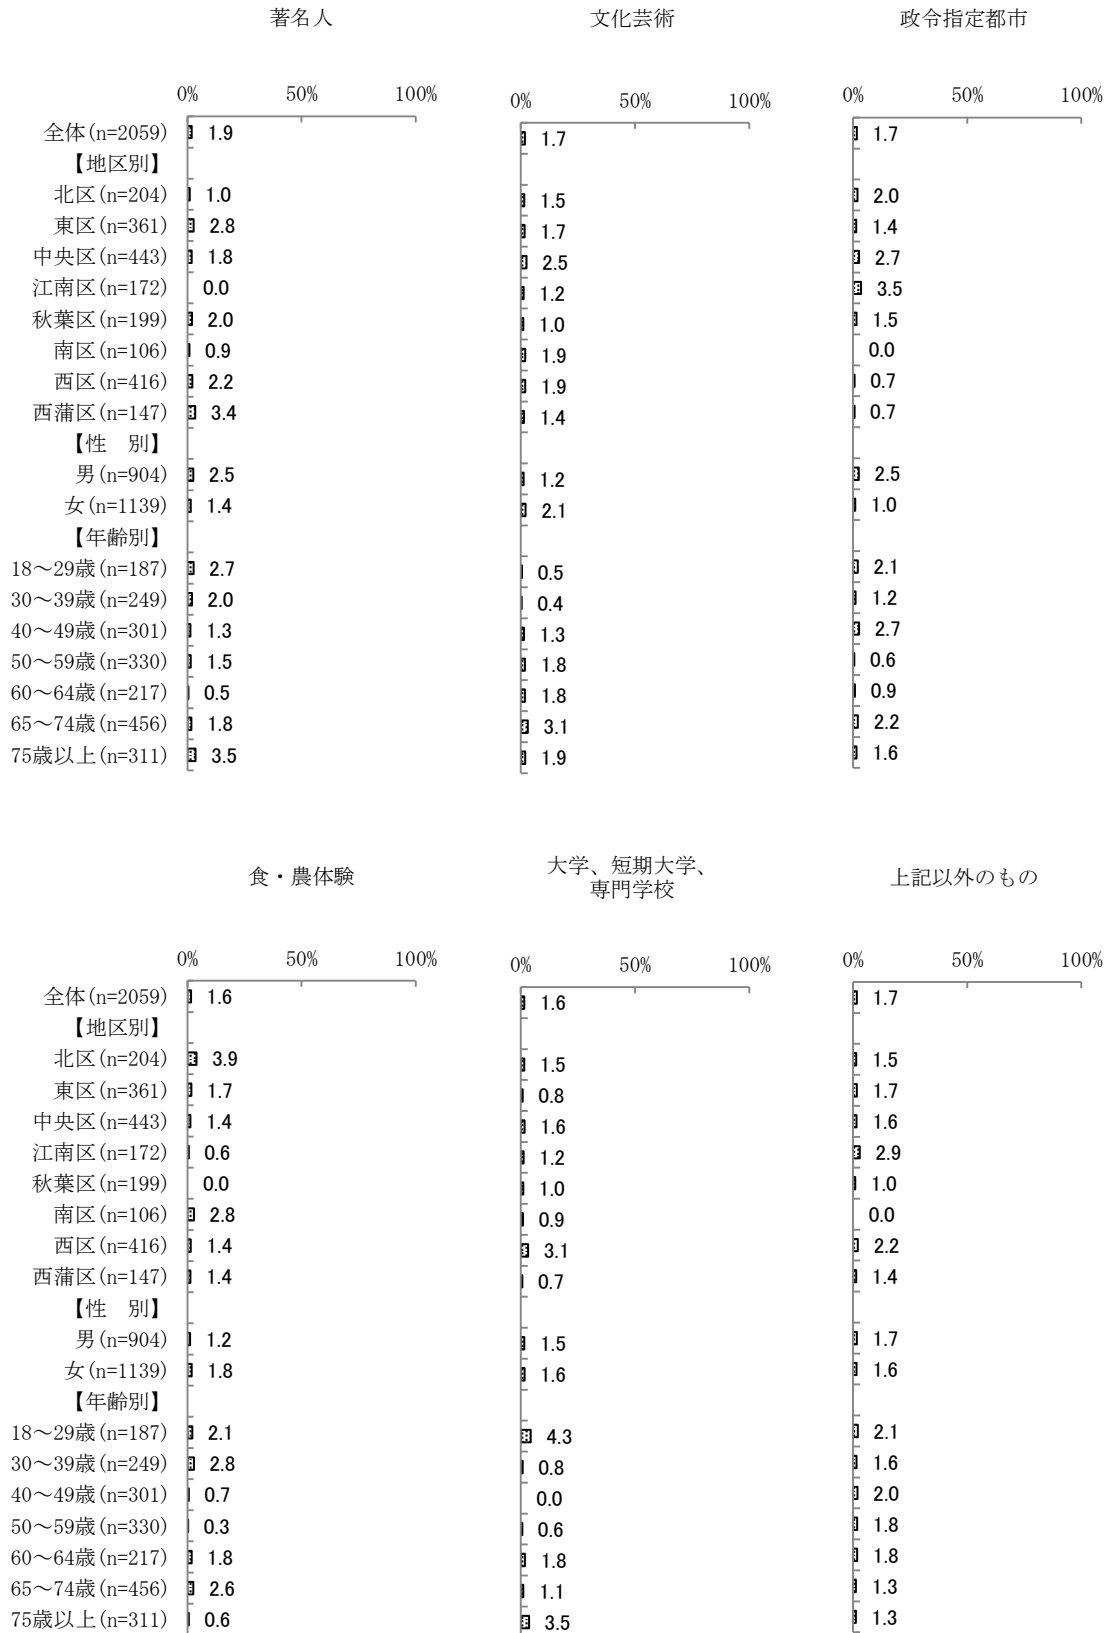 著名人 文化芸術 政令指定都市
0% 50% 100% 0% 50% 100% 0% 50% 100%
全体(n=2059) 1.9 1.7 1.7
【地区別】
北区(n=204) 1.0 1.5 2.0
東区(n=361) 2.8 1.7 1.4
中央区(n=443) 1.8 2.5 2.7
江南区(n=172) 0.0 1.2 3.5
秋葉区(n=199) 2.0 1.0 1.5
南区(n=106) 0.9 1.9 0.0
西区(n=416) 2.2 1.9 0.7
西蒲区(n=147) 3.4 1.4 0.7
【性　別】
男(n=904) 2.5 1.2 2.5
女(n=1139) 1.4 2.1 1.0
【年齢別】
18～29歳(n=187) 2.7 0.5 2.1
30～39歳(n=249) 2.0 0.4 1.2
40～49歳(n=301) 1.3 1.3 2.7
50～59歳(n=330) 1.5 1.8 0.6
60～64歳(n=217) 0.5 1.8 0.9
65～74歳(n=456) 1.8 3.1 2.2
75歳以上(n=311) 3.5 1.9 1.6
食・農体験 大学、短期大学、 上記以外のもの
専門学校
0% 50% 100% 0% 50% 100% 0% 50% 100%
全体(n=2059) 1.6 1.6 1.7
【地区別】
北区(n=204) 3.9 1.5 1.5
東区(n=361) 1.7 0.8 1.7
中央区(n=443) 1.4 1.6 1.6
江南区(n=172) 0.6 1.2 2.9
秋葉区(n=199) 0.0 1.0 1.0
南区(n=106) 2.8 0.9 0.0
西区(n=416) 1.4 3.1 2.2
西蒲区(n=147) 1.4 0.7 1.4
【性　別】
男(n=904) 1.2 1.5 1.7
女(n=1139) 1.8 1.6 1.6
【年齢別】
18～29歳(n=187) 2.1 4.3 2.1
30～39歳(n=249) 2.8 0.8 1.6
40～49歳(n=301) 0.7 0.0 2.0
50～59歳(n=330) 0.3 0.6 1.8
60～64歳(n=217) 1.8 1.8 1.8
65～74歳(n=456) 2.6 1.1 1.3
75歳以上(n=311) 0.6 3.5 1.3